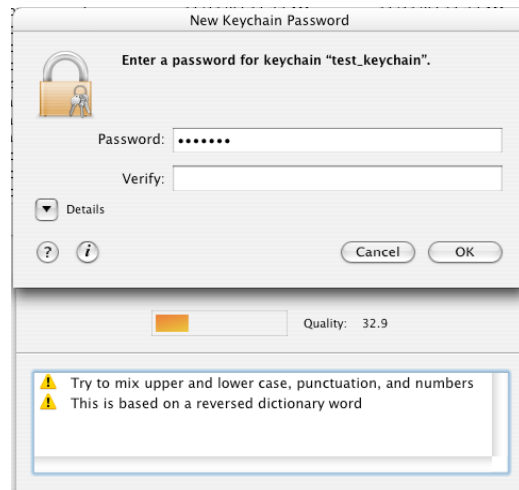 New Keychain Password
Enter a password for keychain “test_keychain”.
Password: •••••••
Verify:
Details
? i Cancel OK
Quality: 32.9
Try to mix upper and lower case, punctuation, and numbers
This is based on a reversed dictionary word